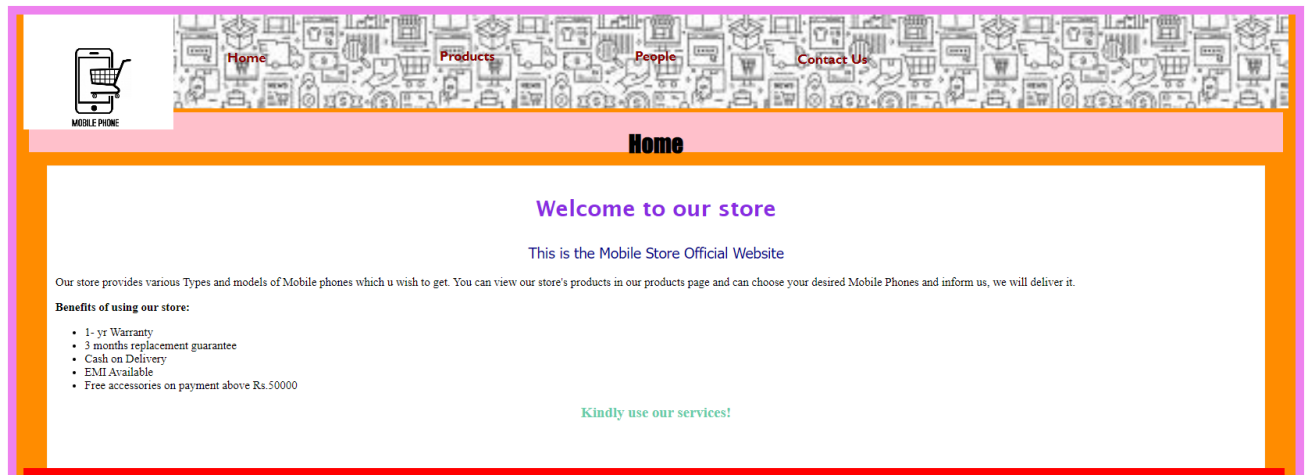 Home
Products
People
Contact Us
MOBILE PHONE
Home
Welcome to our store
This is the Mobile Store Official Website
Our store provides various Types and models of Mobile phones which u wish to get. You can view our store's products in our products page and can choose your desired Mobile Phones and inform us, we will deliver it.
Benefits of using our store:
1- yr Warranty
3 months replacement guarantee
Cash on Delivery
EMI Available
Free accessories on payment above Rs.50000
Kindly use our services!